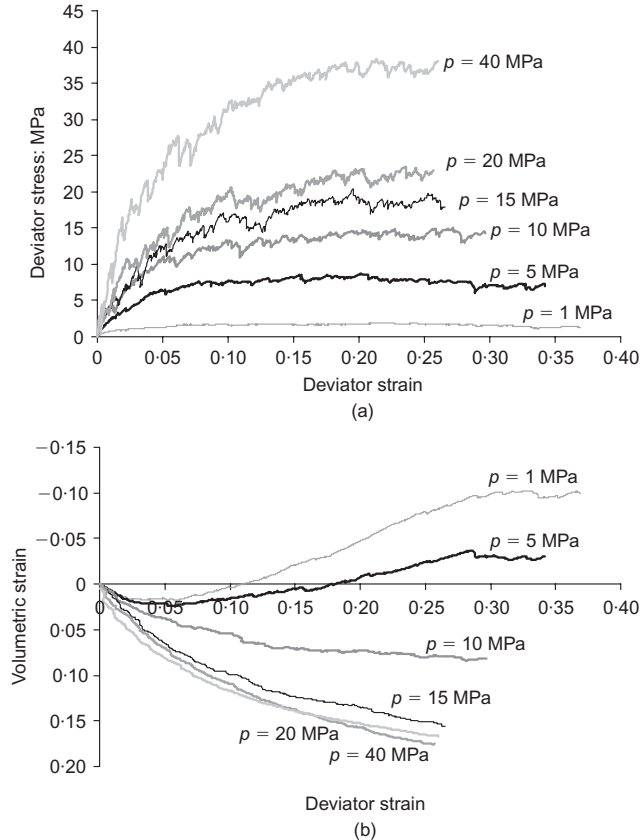 45
40
35
30
25
20
15
10
5
0
Deviator stress: MPa
p = 40 MPa
p = 20 MPa
p = 15 MPa
p = 10 MPa
p = 5 MPa
p = 1 MPa
0 0·05 0·10 0·15 0·20 0·25 0·30 0·35 0·40
Deviator strain
(a)
−0·15
−0·10
−0·05
0
0·05
0·10
0·15
0·20
Volumetric strain
p = 1 MPa
p = 5 MPa
0 0·05 0·10 0·15 0·20 0·25 0·30 0·35 0·40
p = 10 MPa
p = 15 MPa
p = 20 MPa
p = 40 MPa
Deviator strain
(b)